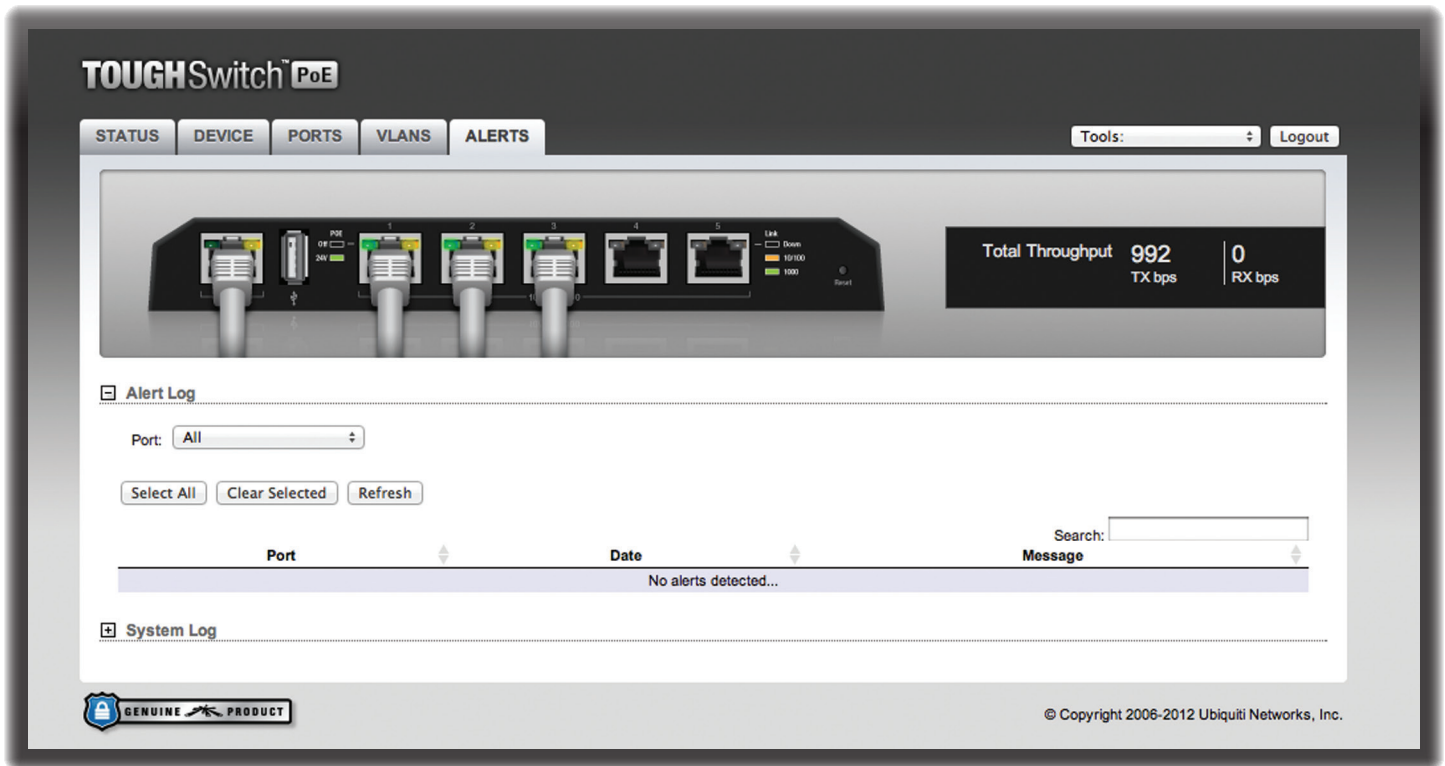 TOUGHSwitch™ PoE
STATUS DEVICE PORTS VLANS ALERTS
Tools: Logout
1 2 3 4 5
POE
Off
24V
Link
Down
10/100
1000
Reset
Total Throughput 992 0
TX bps RX bps
Alert Log
Port: All
Select All Clear Selected Refresh
Search:
Port Date Message
No alerts detected...
System Log
GENUINE PRODUCT
© Copyright 2006-2012 Ubiquiti Networks, Inc.